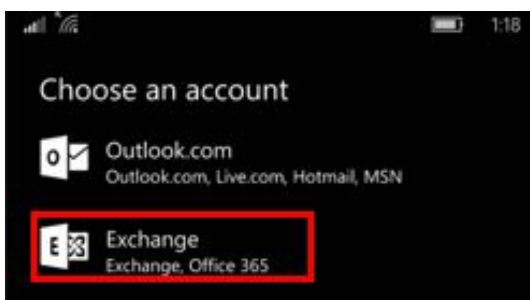 1:18
Choose an account
Outlook.com
Outlook.com, Live.com, Hotmail, MSN
Exchange
Exchange, Office 365